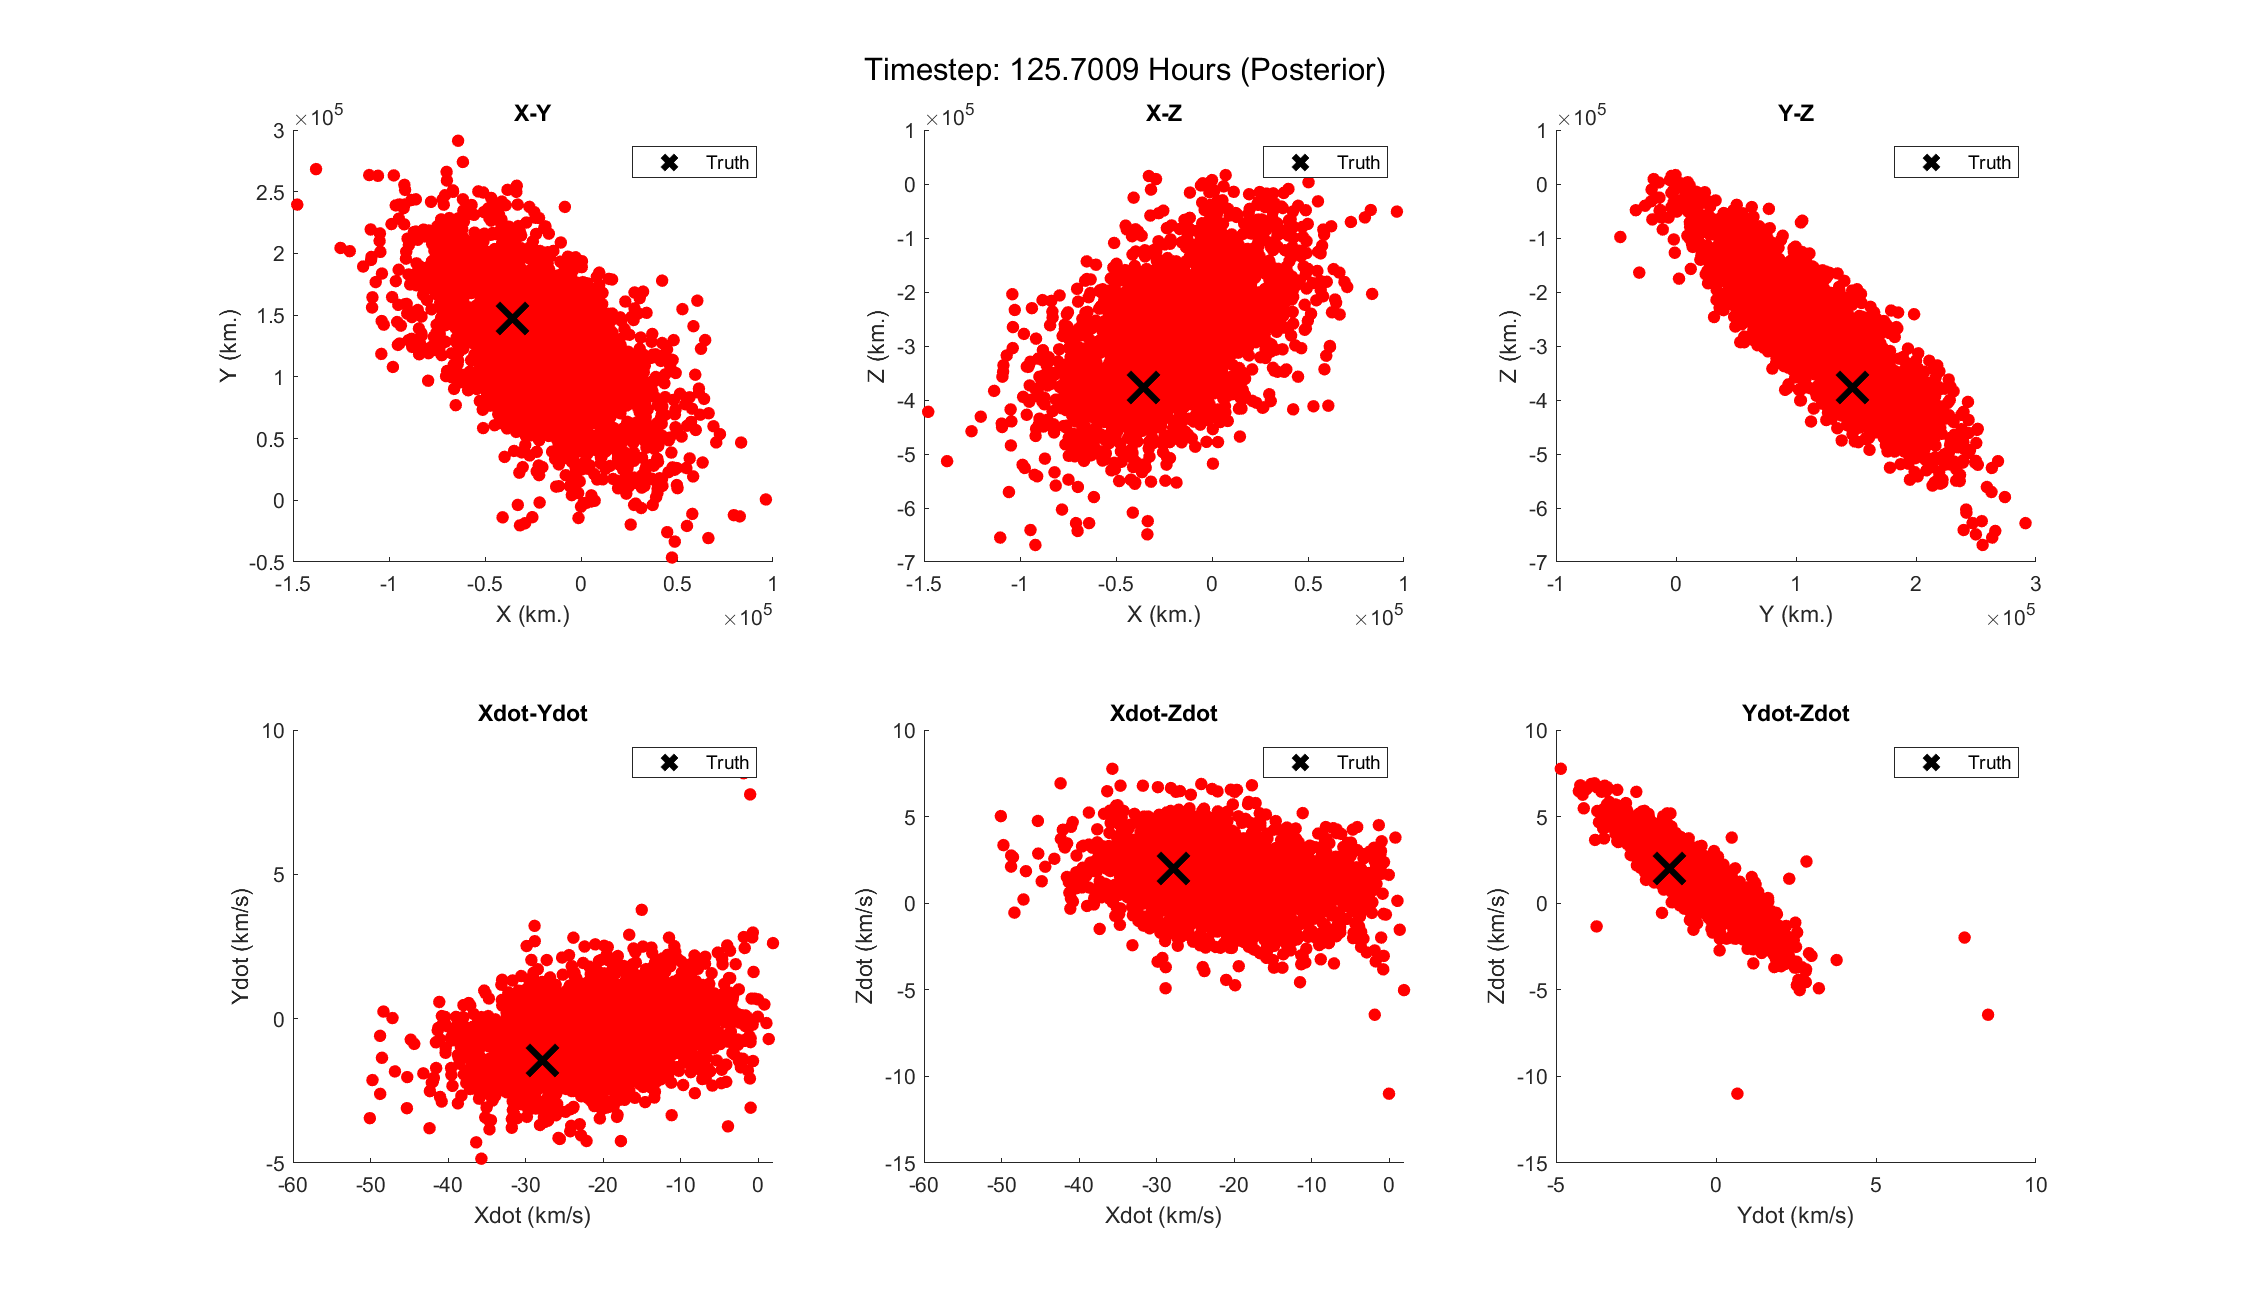 Timestep: 125.7009 Hours (Posterior)
X-Y
×10^5
Truth
3
2.5
2
1.5
1
0.5
0
-0.5
Y (km.)
-1.5 -1 -0.5 0 0.5 1
X (km.)
×10^5
X-Z
×10^5
Truth
1
0
-1
-2
-3
-4
-5
-6
-7
Z (km.)
-1.5 -1 -0.5 0 0.5 1
X (km.)
×10^5
Y-Z
×10^5
Truth
1
0
-1
-2
-3
-4
-5
-6
-7
Z (km.)
-1 0 1 2 3
Y (km.)
×10^5
Xdot-Ydot
Truth
10
5
0
-5
Ydot (km/s)
-60 -50 -40 -30 -20 -10 0
Xdot (km/s)
Xdot-Zdot
Truth
10
5
0
-5
-10
-15
Zdot (km/s)
-60 -50 -40 -30 -20 -10 0
Xdot (km/s)
Ydot-Zdot
Truth
10
5
0
-5
-10
-15
Zdot (km/s)
-5 0 5 10
Ydot (km/s)